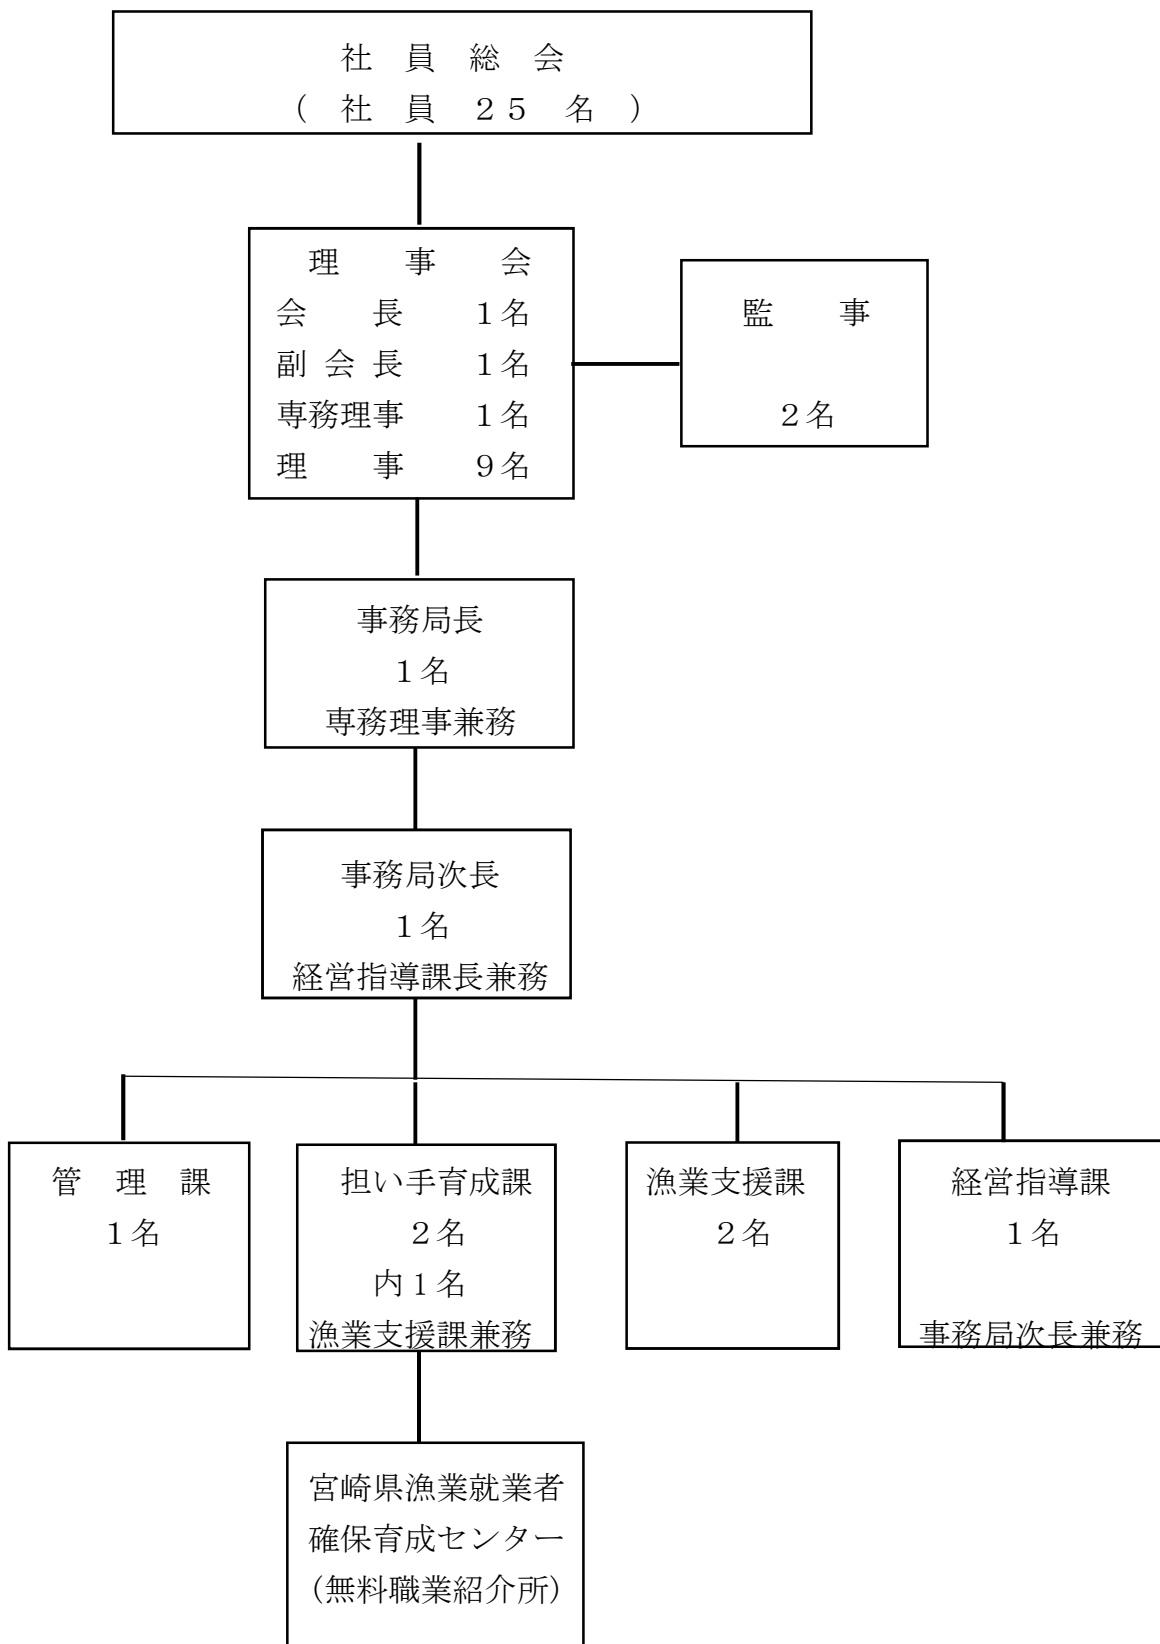 社 員 総 会
( 社 員 25 名 )
理 事 会
会 長 1名
副 会 長 1名
専務理事 1名
理 事 9名
監 事
2名
事務局長
1名
専務理事兼務
事務局次長
1名
経営指導課長兼務
管 理 課
1名
担い手育成課
2名
内1名
漁業支援課兼務
漁業支援課
2名
経営指導課
1名
事務局次長兼務
宮崎県漁業就業者
確保育成センター
(無料職業紹介所)